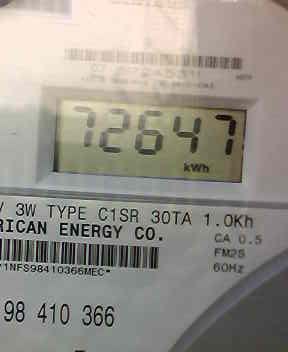 72647
kWh
V 3W TYPE C1SR 30TA 1.0Kh
RICAN ENERGY CO.
CA 0.5
FM2S
60Hz
98 410 366